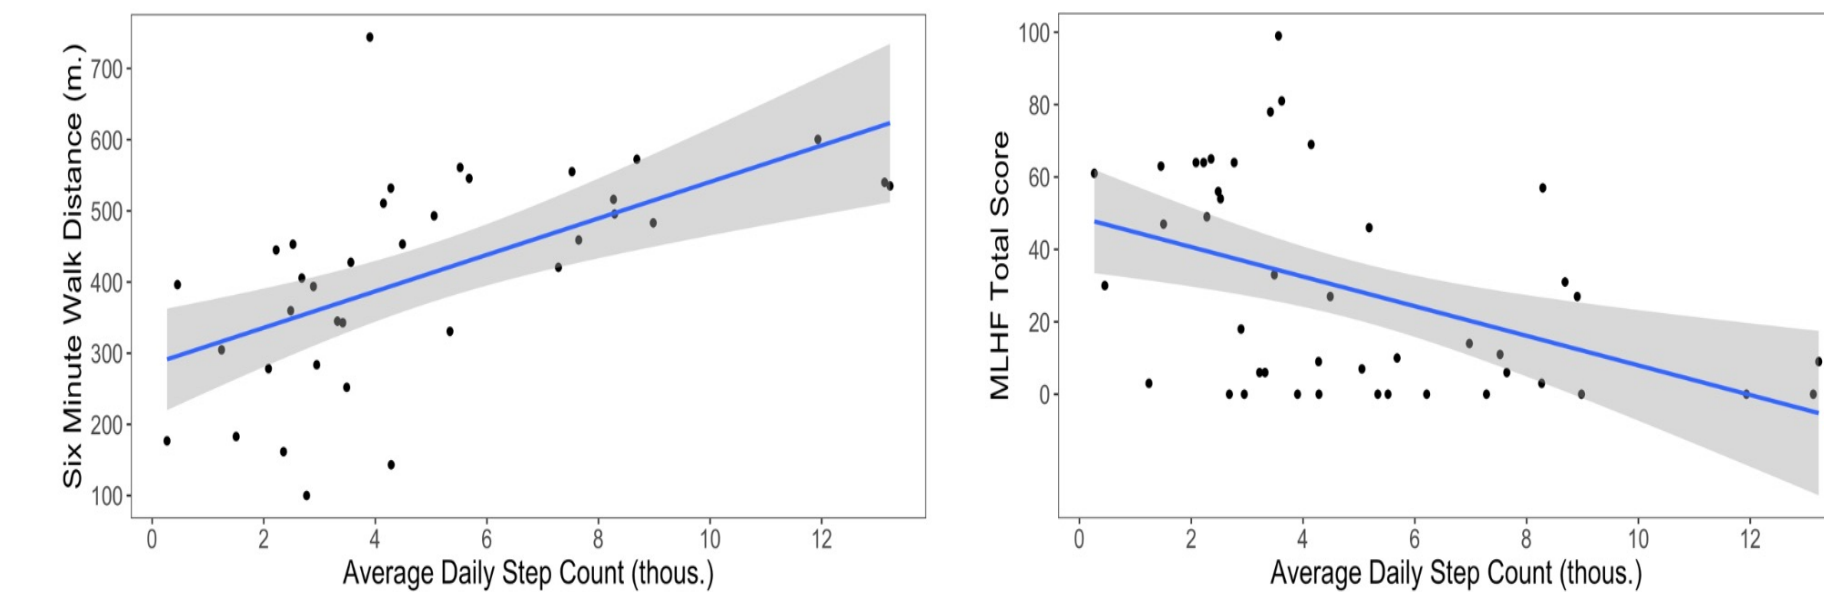 Six Minute Walk Distance (m.)
700
600
500
400
300
200
100
0 2 4 6 8 10 12
Average Daily Step Count (thous.)
MLHF Total Score
100
80
60
40
20
0
0 2 4 6 8 10 12
Average Daily Step Count (thous.)